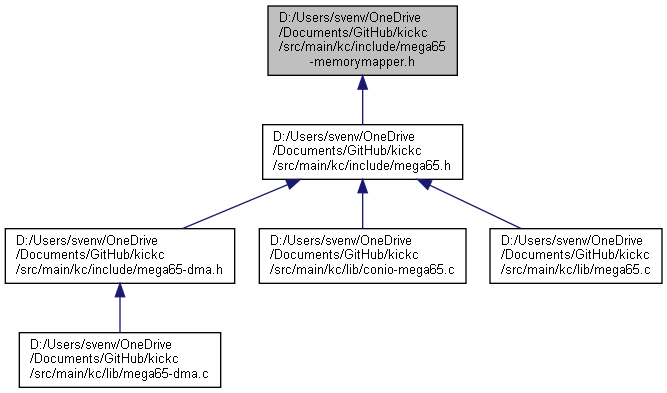 D:/Users/svenv/OneDrive
/Documents/GitHub/kickc
/src/main/kc/include/mega65
-memorymapper.h
D:/Users/svenv/OneDrive
/Documents/GitHub/kickc
/src/main/kc/include/mega65.h
D:/Users/svenv/OneDrive
/Documents/GitHub/kickc
/src/main/kc/include/mega65-dma.h
D:/Users/svenv/OneDrive
/Documents/GitHub/kickc
/src/main/kc/lib/conio-mega65.c
D:/Users/svenv/OneDrive
/Documents/GitHub/kickc
/src/main/kc/lib/mega65.c
D:/Users/svenv/OneDrive
/Documents/GitHub/kickc
/src/main/kc/lib/mega65-dma.c